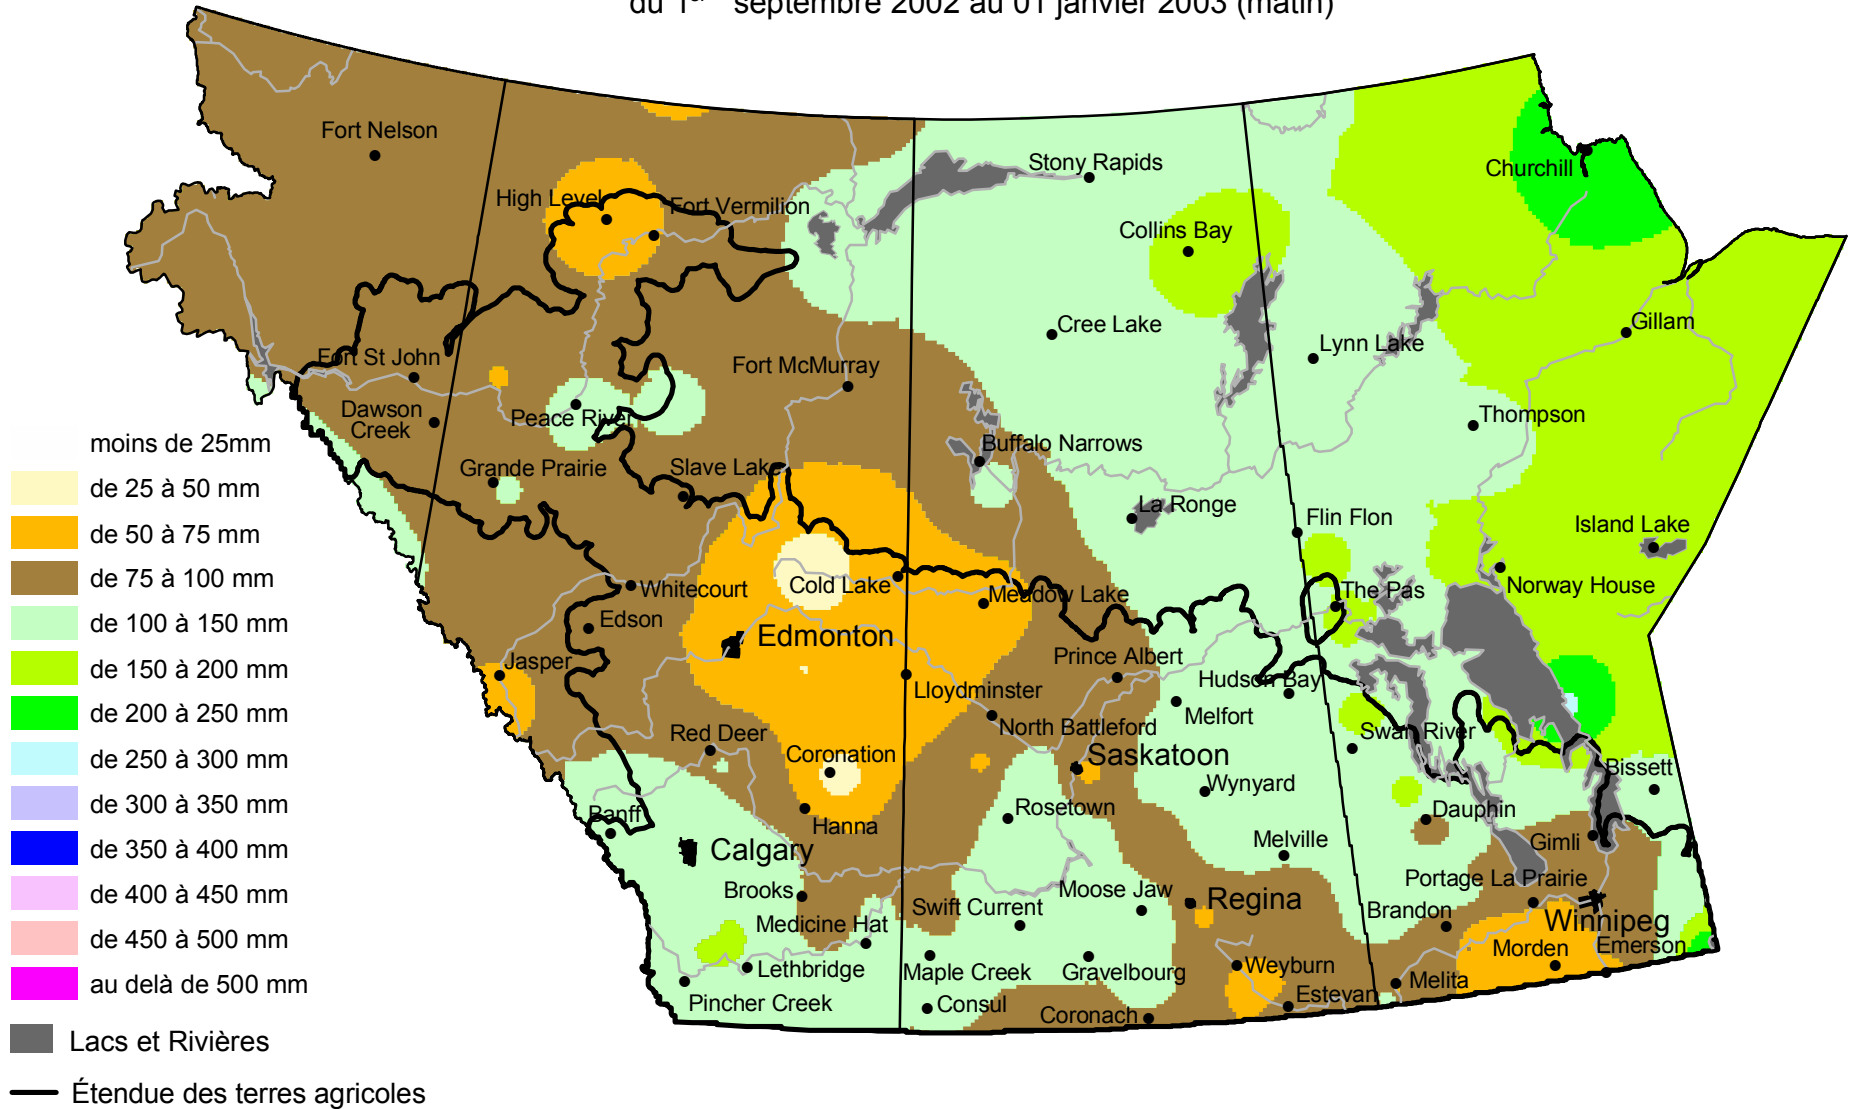 du 1er septembre 2002 au 01 janvier 2003 (matin)
Fort Nelson
Stony Rapids
Churchill
High Level
Fort Vermilion
Collins Bay
Cree Lake
Gillam
Lynn Lake
Fort St John
Fort McMurray
Dawson
Creek
Peace River
Thompson
Buffalo Narrows
Grande Prairie
Slave Lake
La Ronge
Flin Flon
Island Lake
Whitecourt
Cold Lake
Meadow Lake
The Pas
Norway House
Edson
Edmonton
Jasper
Prince Albert
Hudson Bay
Lloydminster
Melfort
North Battleford
Swan River
Red Deer
Coronation
Saskatoon
Bissett
Wynyard
Banff
Hanna
Rosetown
Dauphin
Calgary
Melville
Gimli
Brooks
Moose Jaw
Regina
Portage La Prairie
Medicine Hat
Swift Current
Brandon
Winnipeg
Morden
Emerson
Lethbridge
Maple Creek
Gravelbourg
Weyburn
Pincher Creek
Consul
Coronach
Estevan
Melita
moins de 25mm
de 25 à 50 mm
de 50 à 75 mm
de 75 à 100 mm
de 100 à 150 mm
de 150 à 200 mm
de 200 à 250 mm
de 250 à 300 mm
de 300 à 350 mm
de 350 à 400 mm
de 400 à 450 mm
de 450 à 500 mm
au delà de 500 mm
Lacs et Rivières
Étendue des terres agricoles